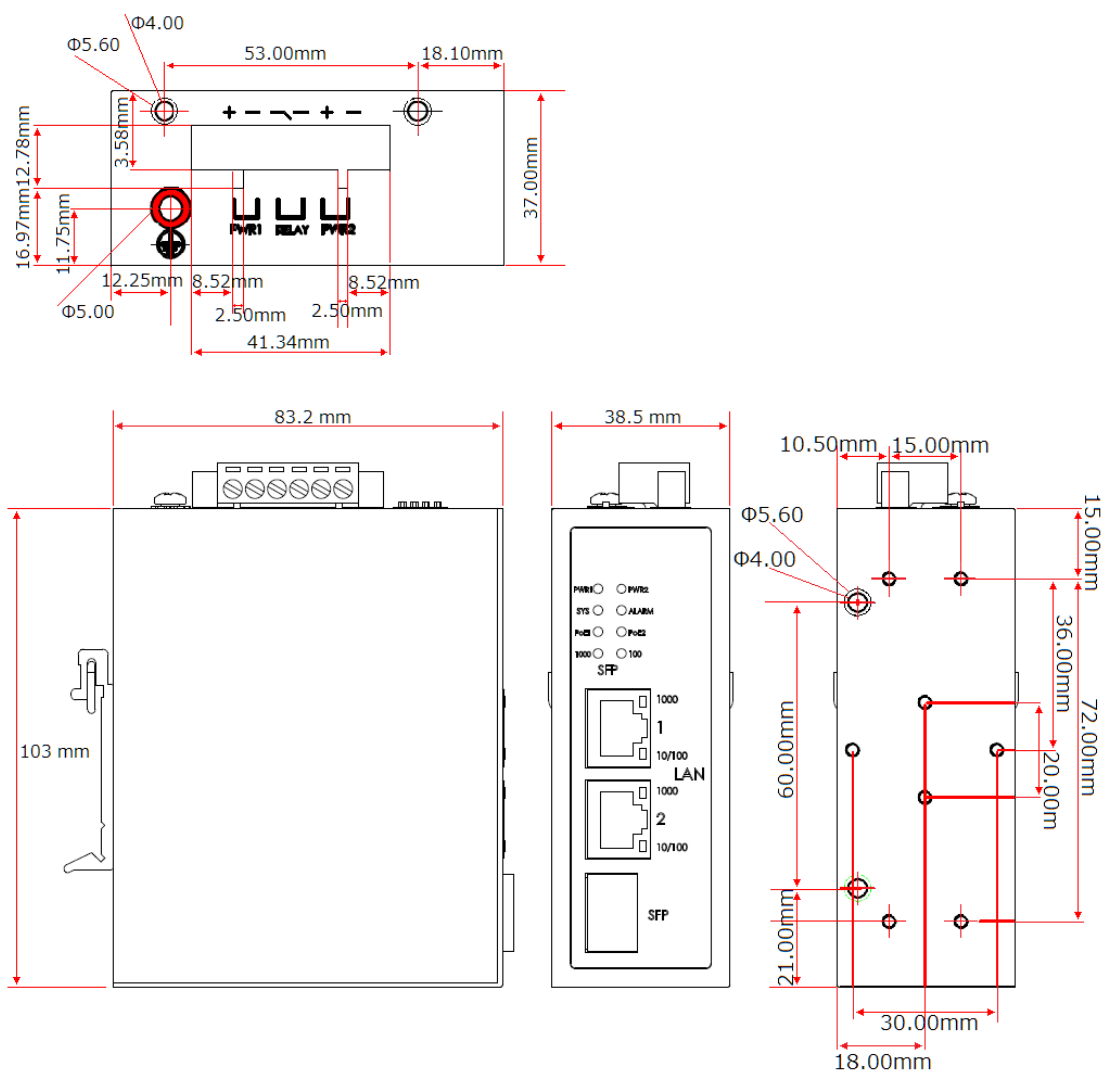 Φ4.00
Φ5.60
53.00mm
18.10mm
+ − + −
3.58mm
12.78mm
16.97mm
11.75mm
37.00mm
PWR1 RELAY PWR2
12.25mm
8.52mm
8.52mm
Φ5.00
2.50mm
2.50mm
41.34mm
83.2 mm
38.5 mm
10.50mm
15.00mm
15.00mm
Φ5.60
Φ4.00
PWR1 PWR2
SYS ALARM
PoE1 PoE2
1000 100
SFP
1000
1
10/100
LAN
1000
2
10/100
SFP
103 mm
36.00mm
72.00mm
60.00mm
20.00m
21.00mm
30.00mm
18.00mm